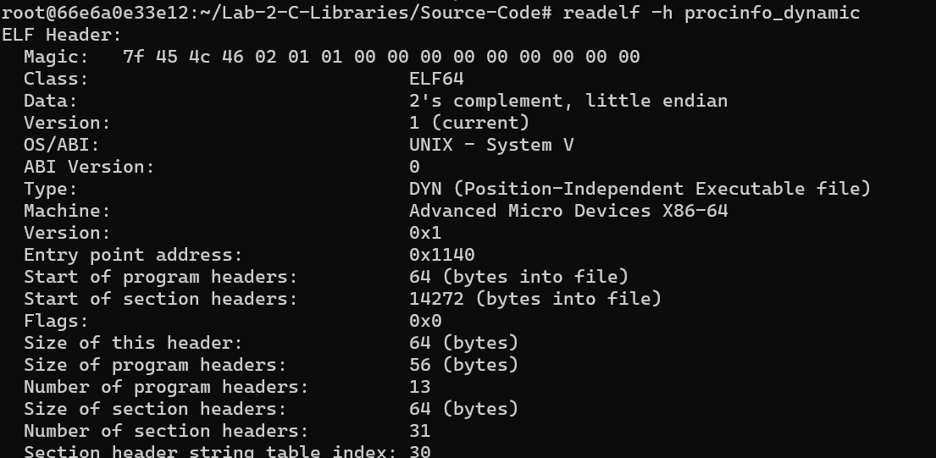 root@66e6a0e33e12:~/Lab-2-C-Libraries/Source-Code# readelf -h procinfo_dynamic
ELF Header:
  Magic:   7f 45 4c 46 02 01 01 00 00 00 00 00 00 00 00 00
  Class:                             ELF64
  Data:                              2's complement, little endian
  Version:                           1 (current)
  OS/ABI:                            UNIX - System V
  ABI Version:                       0
  Type:                              DYN (Position-Independent Executable file)
  Machine:                           Advanced Micro Devices X86-64
  Version:                           0x1
  Entry point address:               0x1140
  Start of program headers:          64 (bytes into file)
  Start of section headers:          14272 (bytes into file)
  Flags:                             0x0
  Size of this header:               64 (bytes)
  Size of program headers:           56 (bytes)
  Number of program headers:         13
  Size of section headers:           64 (bytes)
  Number of section headers:         31
  Section header string table index: 30